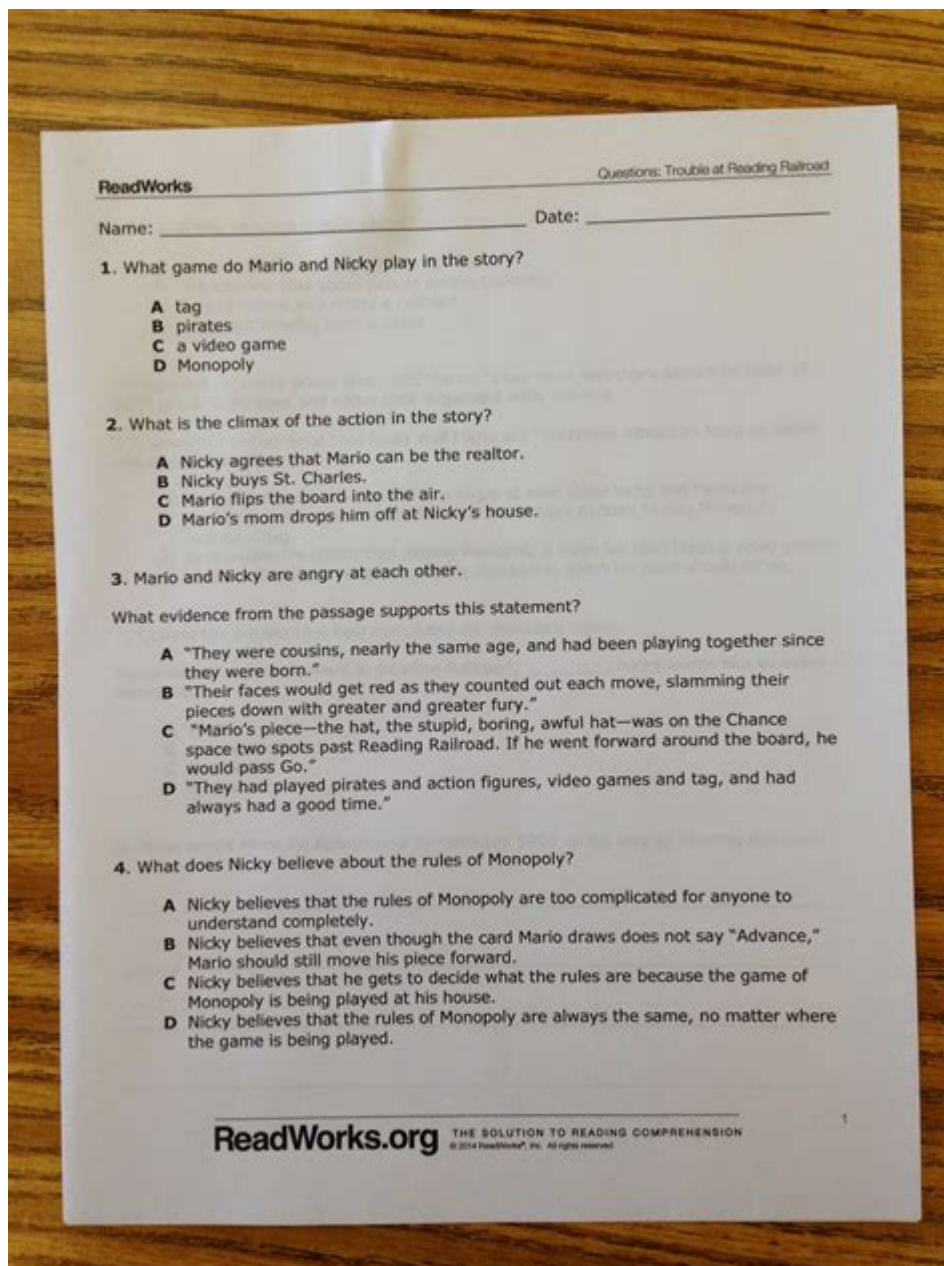 ReadWorks
Questions: Trouble at Reading Railroad
Name: Date:
1. What game do Mario and Nicky play in the story?
A tag
B pirates
C a video game
D Monopoly
2. What is the climax of the action in the story?
A Nicky agrees that Mario can be the realtor.
B Nicky buys St. Charles.
C Mario flips the board into the air.
D Mario's mom drops him off at Nicky's house.
3. Mario and Nicky are angry at each other.
What evidence from the passage supports this statement?
A "They were cousins, nearly the same age, and had been playing together since
they were born."
B "Their faces would get red as they counted out each move, slamming their
pieces down with greater and greater fury."
C "Mario's piece—the hat, the stupid, boring, awful hat—was on the Chance
space two spots past Reading Railroad. If he went forward around the board, he
would pass Go."
D "They had played pirates and action figures, video games and tag, and had
always had a good time."
4. What does Nicky believe about the rules of Monopoly?
A Nicky believes that the rules of Monopoly are too complicated for anyone to
understand completely.
B Nicky believes that even though the card Mario draws does not say "Advance,"
Mario should still move his piece forward.
C Nicky believes that he gets to decide what the rules are because the game of
Monopoly is being played at his house.
D Nicky believes that the rules of Monopoly are always the same, no matter where
the game is being played.
1
ReadWorks.org THE SOLUTION TO READING COMPREHENSION
© 2014 ReadWorks®, Inc. All rights reserved.